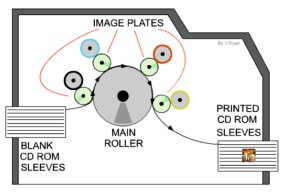 IMAGE PLATES
By V.Ryan
MAIN
ROLLER
BLANK
CD ROM
SLEEVES
PRINTED
CD ROM
SLEEVES